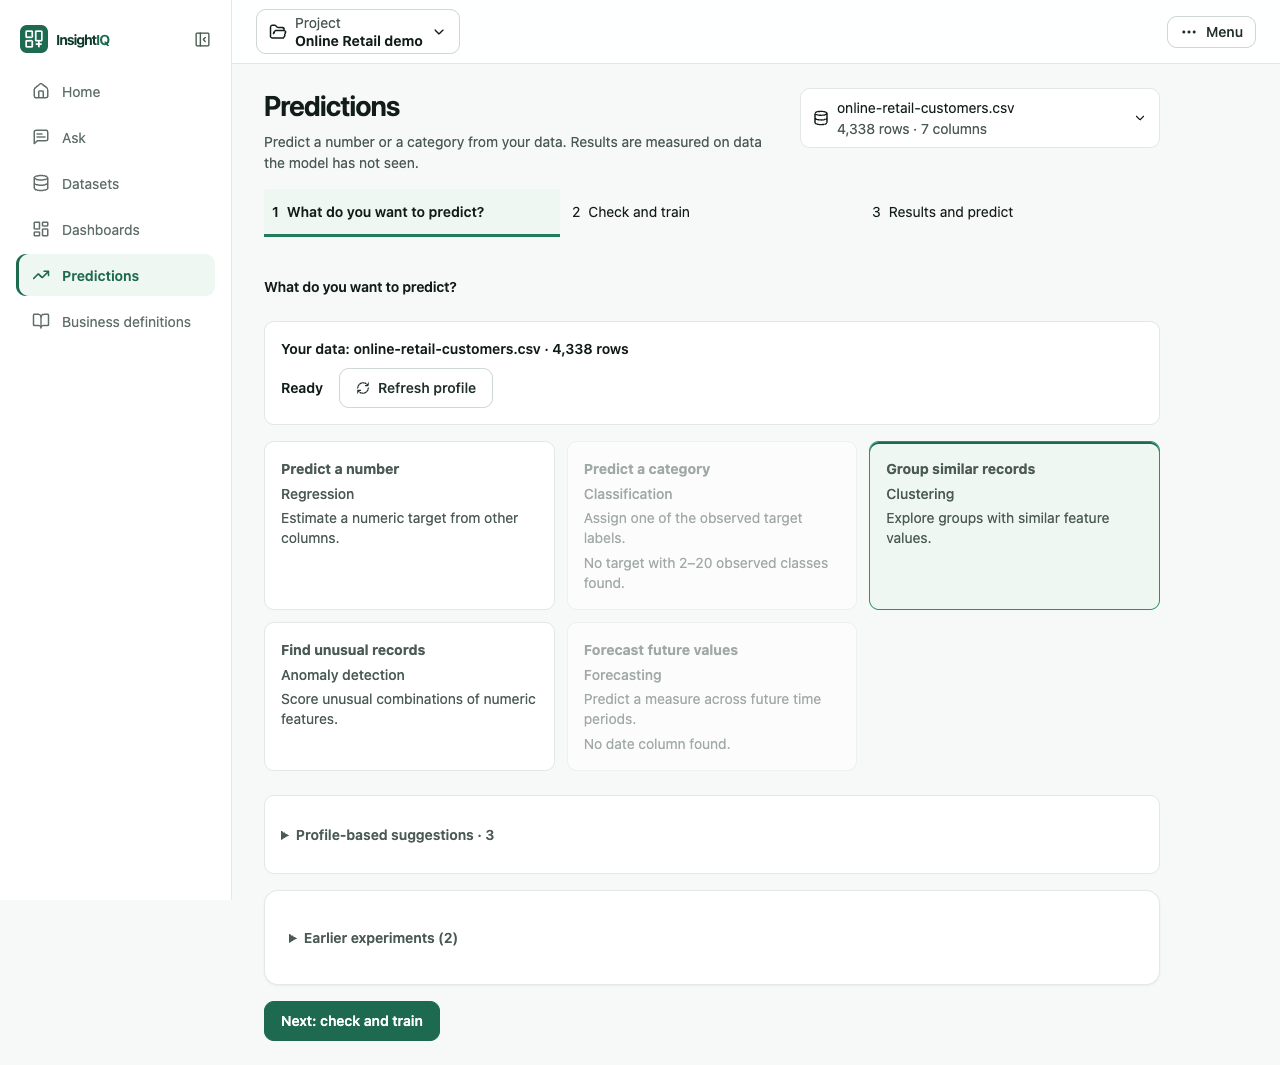 InsightIQ
Home
Ask
Datasets
Dashboards
Predictions
Business definitions
Project
Online Retail demo
Menu
Predictions
Predict a number or a category from your data. Results are measured on data
the model has not seen.
online-retail-customers.csv
4,338 rows · 7 columns
1 What do you want to predict?
2 Check and train
3 Results and predict
What do you want to predict?
Your data: online-retail-customers.csv · 4,338 rows
Ready
Refresh profile
Predict a number
Regression
Estimate a numeric target from other
columns.
Predict a category
Classification
Assign one of the observed target
labels.
No target with 2–20 observed classes
found.
Group similar records
Clustering
Explore groups with similar feature
values.
Find unusual records
Anomaly detection
Score unusual combinations of numeric
features.
Forecast future values
Forecasting
Predict a measure across future time
periods.
No date column found.
Profile-based suggestions · 3
Earlier experiments (2)
Next: check and train